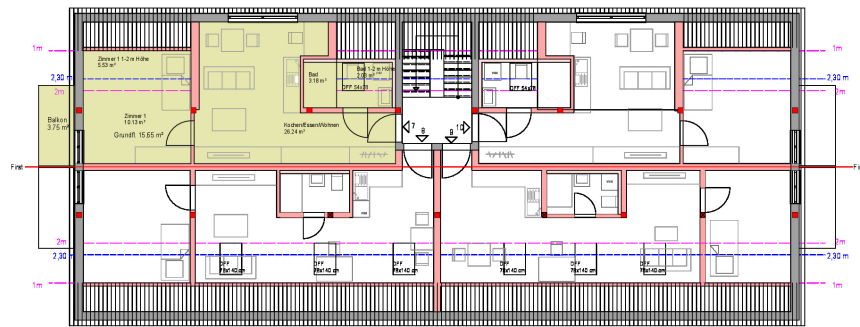 1m
1m
Zimmer 1 1-2 m Höhe
5.53 m²
Bad
3.18 m²
Bad 1-2 m Höhe
2.03 m²
2,30 m
2,30 m
2m
2m
DFF 54x78
DFF 54x78
Balkon
3.75 m²
Zimmer 1
10.13 m²
Grundfl. 15,65 m²
Kochen/Essen/Wohnen
26.24 m²
7
8
9
10
First
Fir
2m
2m
2,30 m
2,30 m
DFF
78x140 cm
DFF
78x140 cm
DFF
78x140 cm
DFF
78x140 cm
DFF
78x140 cm
DFF
78x140 cm
1m
1m